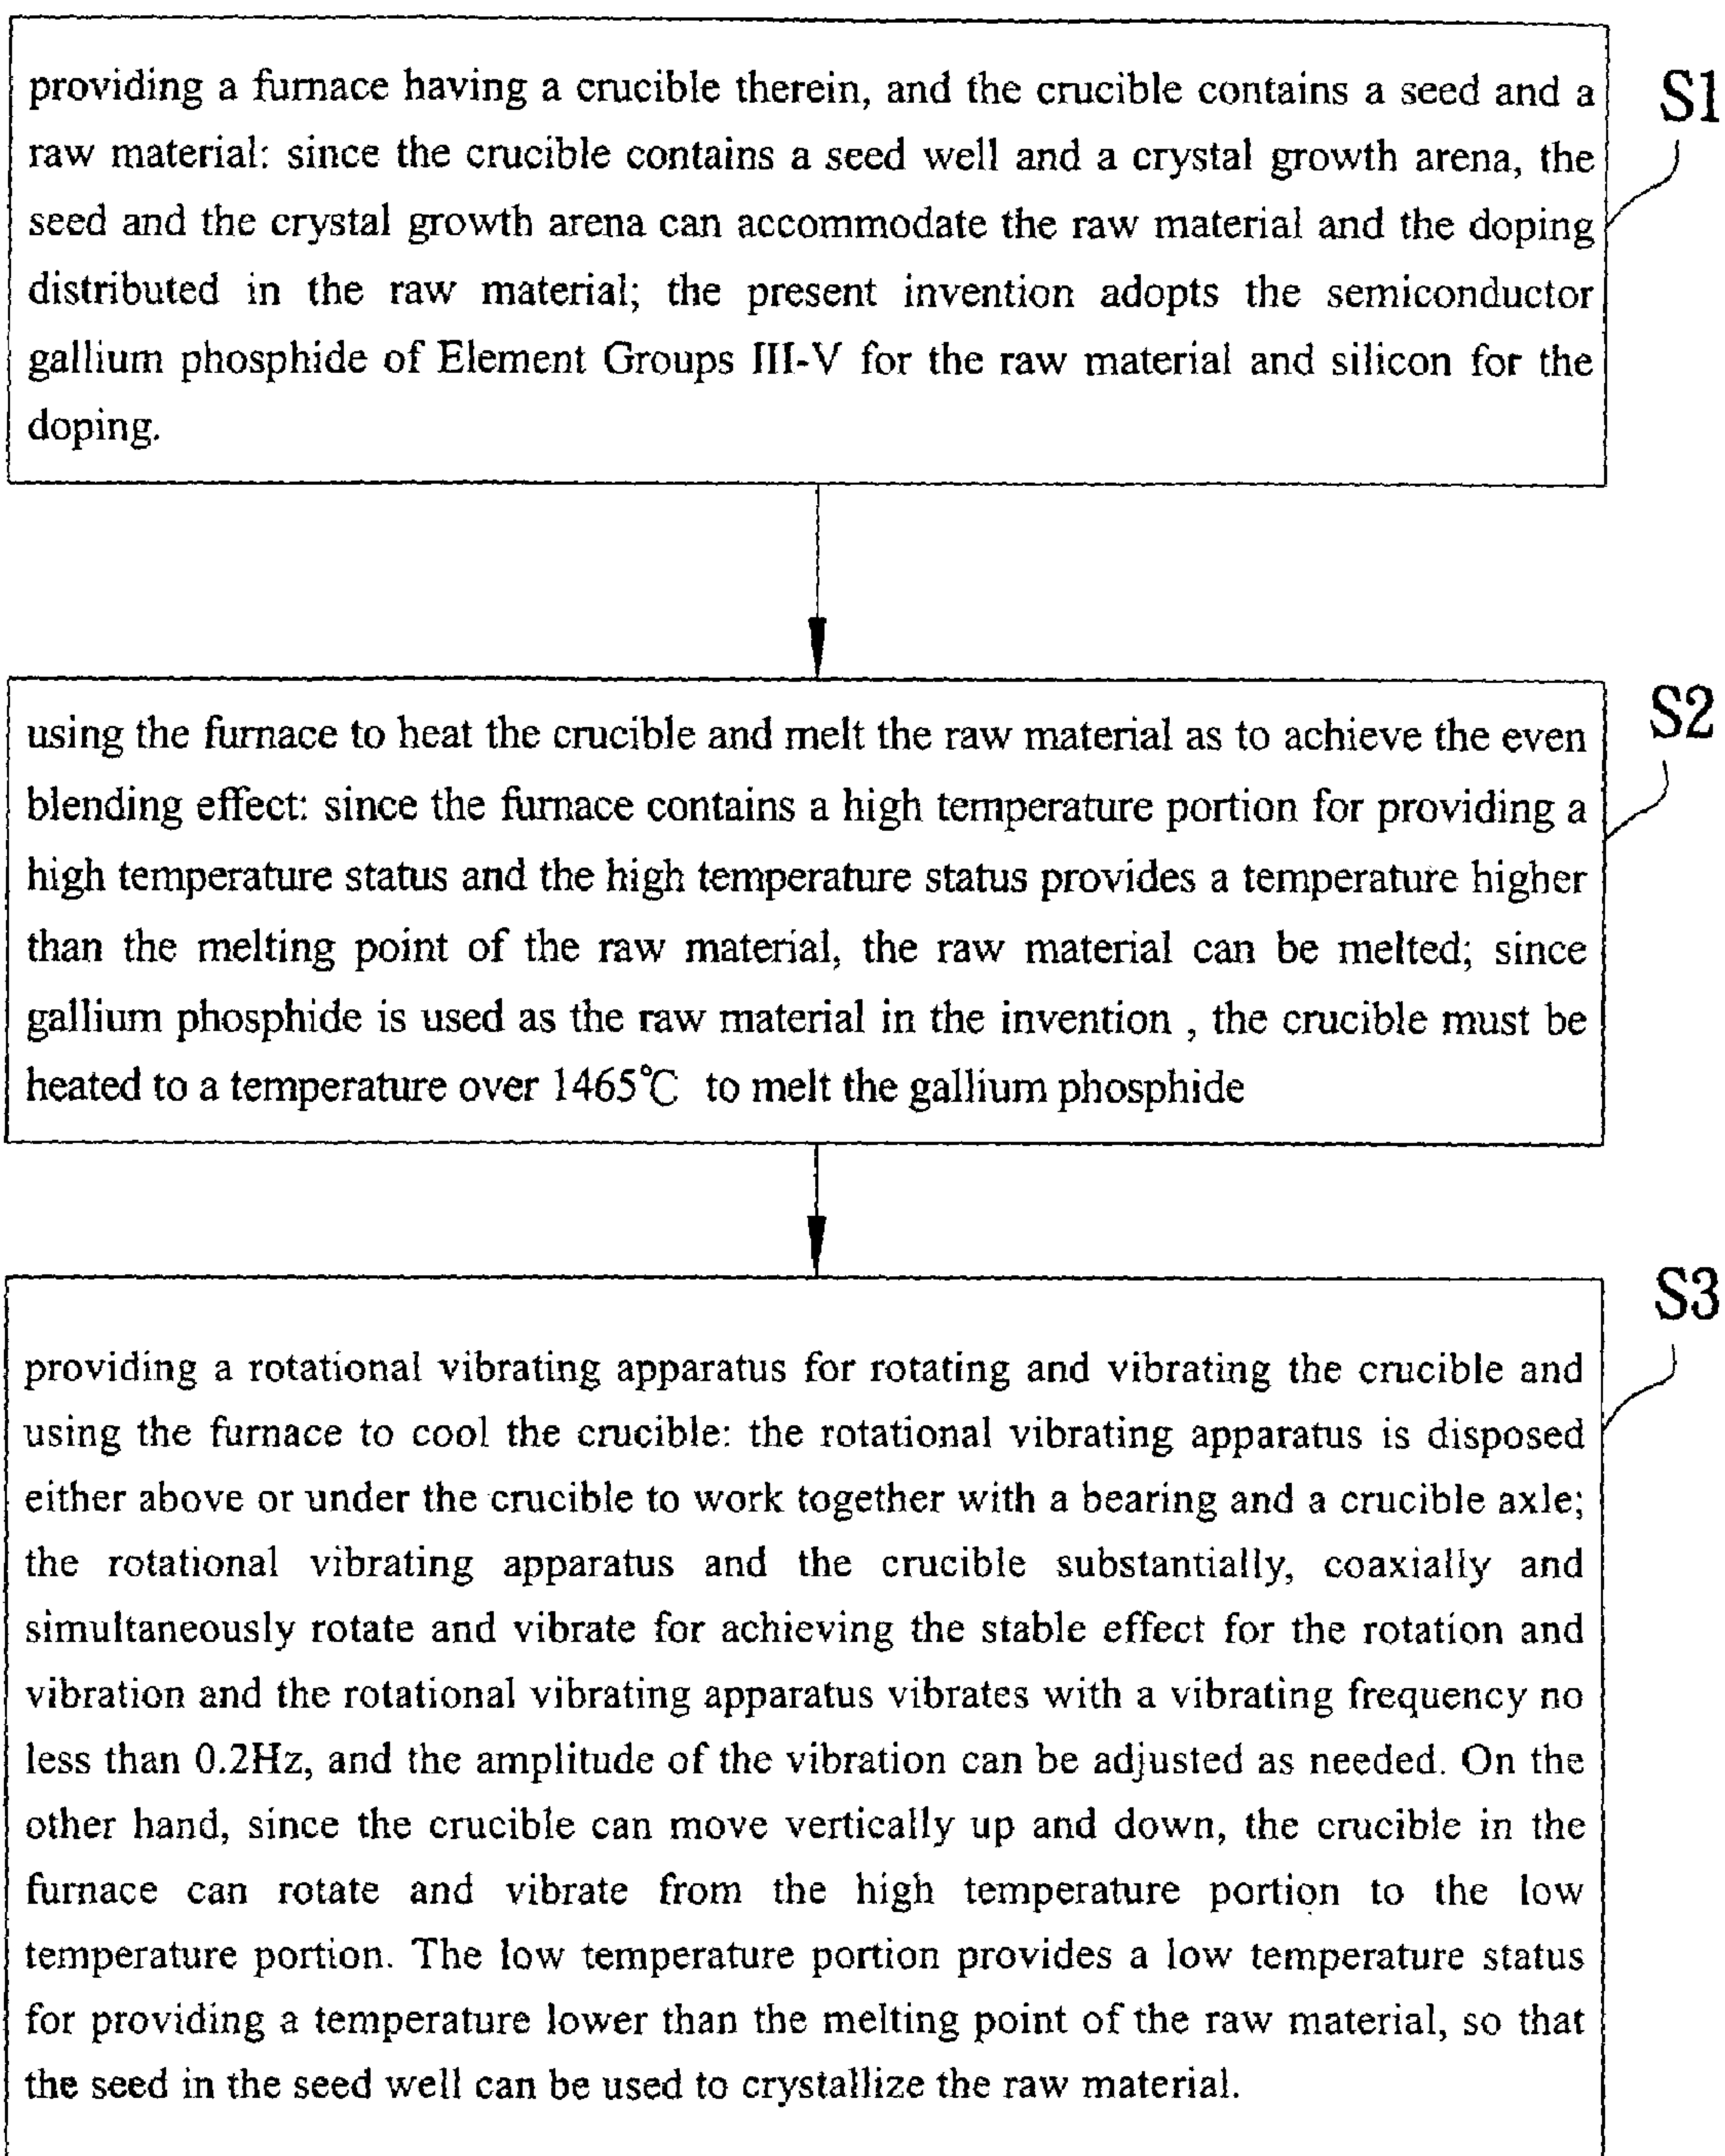 providing a furnace having a crucible therein, and the crucible contains a seed and a
S1
raw material: since the crucible contains a seed well and a crystal growth arena, the
seed and the crystal growth arena can accommodate the raw material and the doping
distributed in the raw material; the present invention adopts the semiconductor
gallium phosphide of Element Groups III-V for the raw material and silicon for the
doping.
S2
using the furnace to heat the crucible and melt the raw material as to achieve the even
blending effect: since the furnace contains a high temperature portion for providing a
high temperature status and the high temperature status provides a temperature higher
than the melting point of the raw material, the raw material can be melted; since
gallium phosphide is used as the raw material in the invention , the crucible must be
heated to a temperature over 1465℃ to melt the gallium phosphide
S3
providing a rotational vibrating apparatus for rotating and vibrating the crucible and
using the furnace to cool the crucible: the rotational vibrating apparatus is disposed
either above or under the crucible to work together with a bearing and a crucible axle;
the rotational vibrating apparatus and the crucible substantially, coaxially and
simultaneously rotate and vibrate for achieving the stable effect for the rotation and
vibration and the rotational vibrating apparatus vibrates with a vibrating frequency no
less than 0.2Hz, and the amplitude of the vibration can be adjusted as needed. On the
other hand, since the crucible can move vertically up and down, the crucible in the
furnace can rotate and vibrate from the high temperature portion to the low
temperature portion. The low temperature portion provides a low temperature status
for providing a temperature lower than the melting point of the raw material, so that
the seed in the seed well can be used to crystallize the raw material.